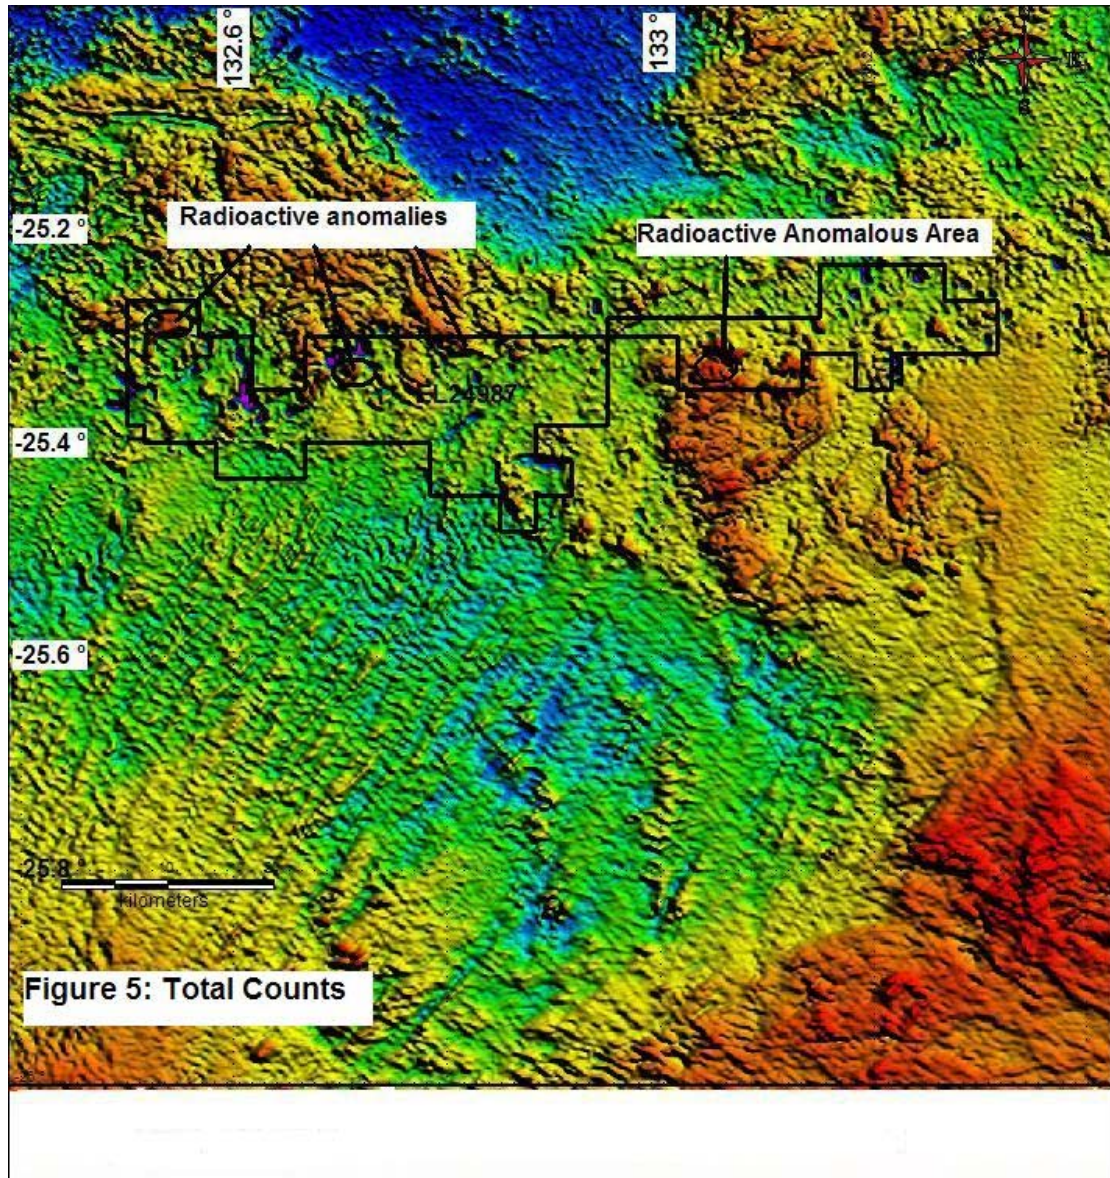 132.6 °
133 °
-25.2 °
Radioactive anomalies
Radioactive Anomalous Area
EL24987
-25.4 °
-25.6 °
-25.8 °
10
kilometers
Figure 5: Total Counts